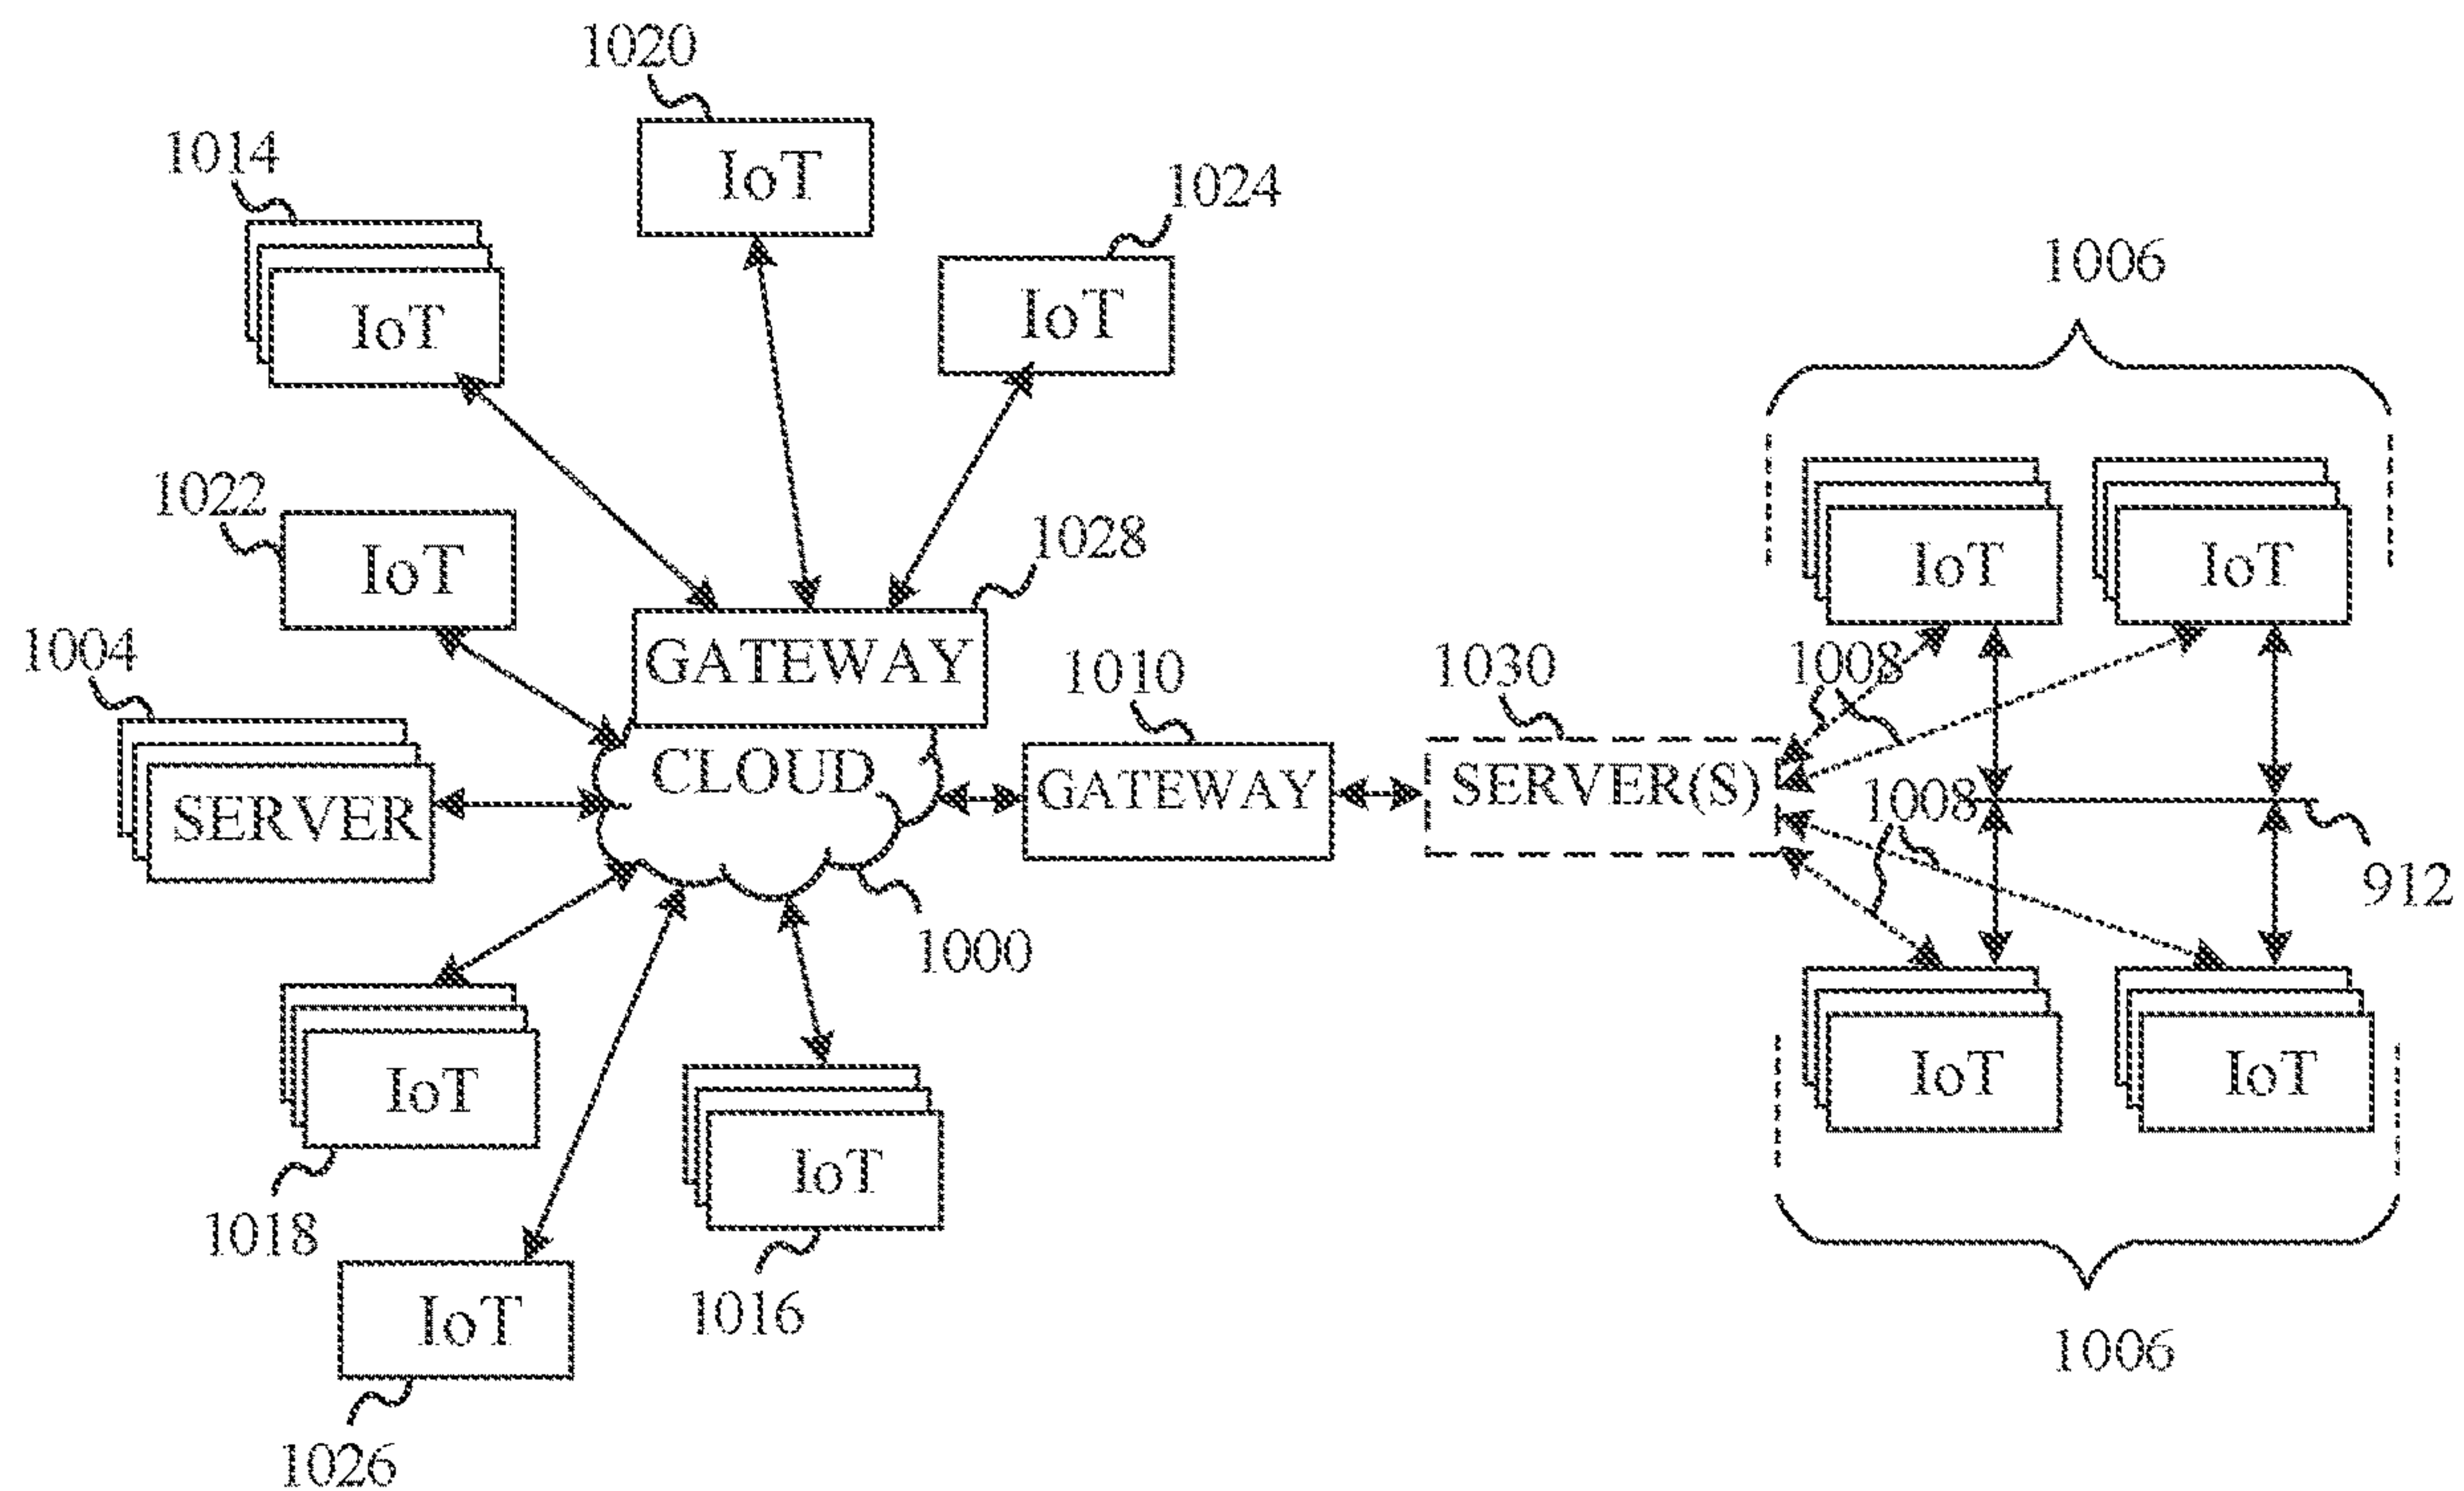 1020
1014
IoT
1024
IoT
IoT
1006
1022
IoT
1028
IoT
IoT
1004
GATEWAY
1010
1030
1008
SERVER
CLOUD
GATEWAY
SERVER(S)
1008
912
1000
IoT
IoT
IoT
IoT
1018
1016
IoT
1006
1026